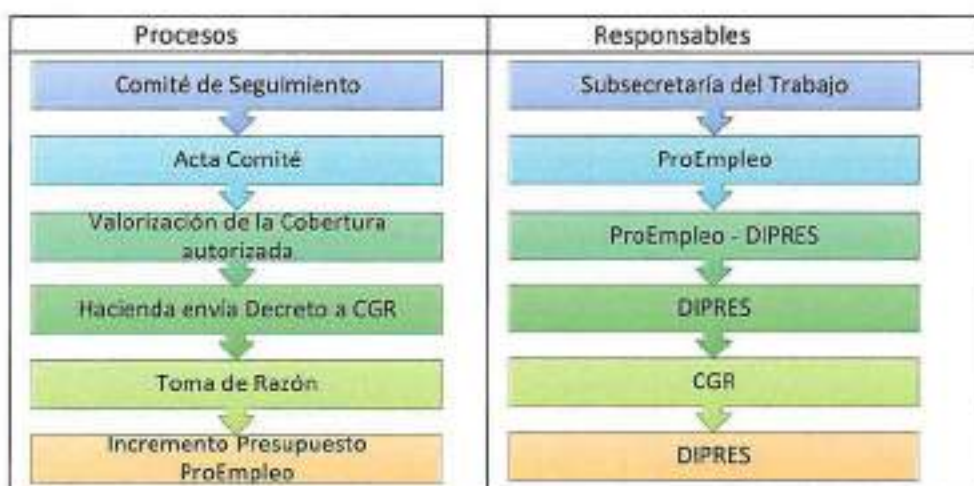 Procesos
Responsables
Comité de Seguimiento
Subsecretaría del Trabajo
Acta Comité
ProEmpleo
Valorización de la Cobertura
autorizada
ProEmpleo - DIPRES
Hacienda envía Decreto a CGR
DIPRES
Toma de Razón
CGR
Incremento Presupuesto
ProEmpleo
DIPRES